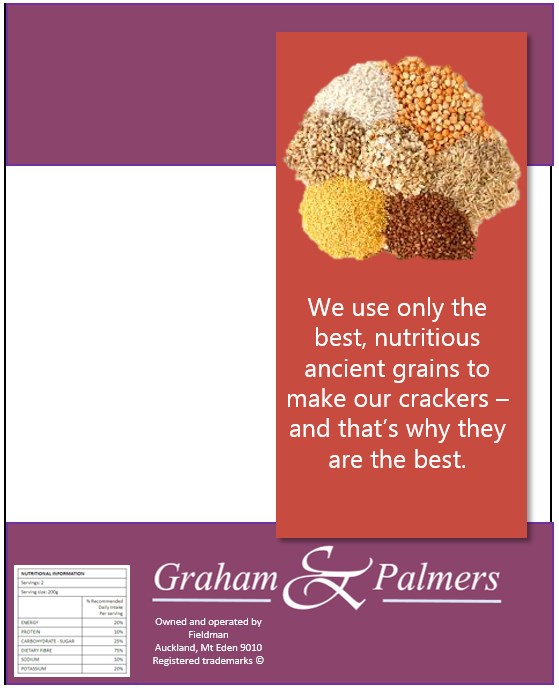 We use only the
best, nutritious
ancient grains to
make our crackers –
and that's why they
are the best.
Graham & Palmers
Owned and operated by
Fieldman
Auckland, Mt Eden 9010
Registered trademarks ©
NUTRITIONAL INFORMATION
Servings: 2
Serving size: 200g
% Recommended
Daily Intake
Per serving
ENERGY 20%
PROTEIN 10%
CARBOHYDRATE - SUGAR 25%
DIETARY FIBRE 75%
SODIUM 10%
POTASSIUM 20%